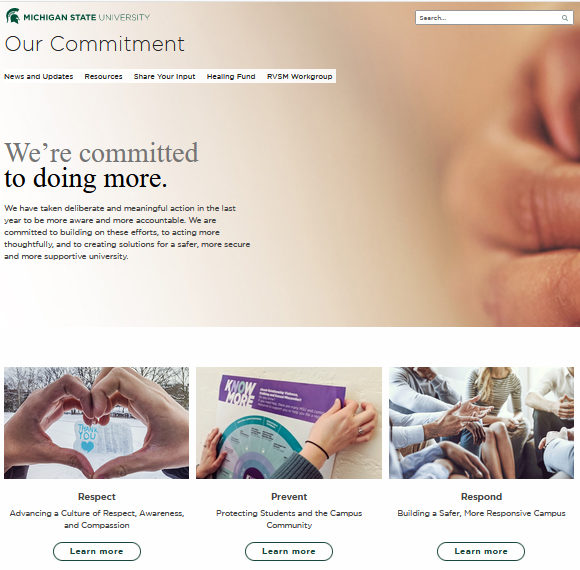 MICHIGAN STATE UNIVERSITY
Search...
Our Commitment
News and Updates Resources Share Your Input Healing Fund RVSM Workgroup
We're committed
to doing more.
We have taken deliberate and meaningful action in the last
year to be more aware and more accountable. We are
committed to building on these efforts, to acting more
thoughtfully, and to creating solutions for a safer, more secure
and more supportive university.
THANK
YOU
KNOW
MORE
Respect
Advancing a Culture of Respect, Awareness,
and Compassion
Learn more
Prevent
Protecting Students and the Campus
Community
Learn more
Respond
Building a Safer, More Responsive Campus
Learn more